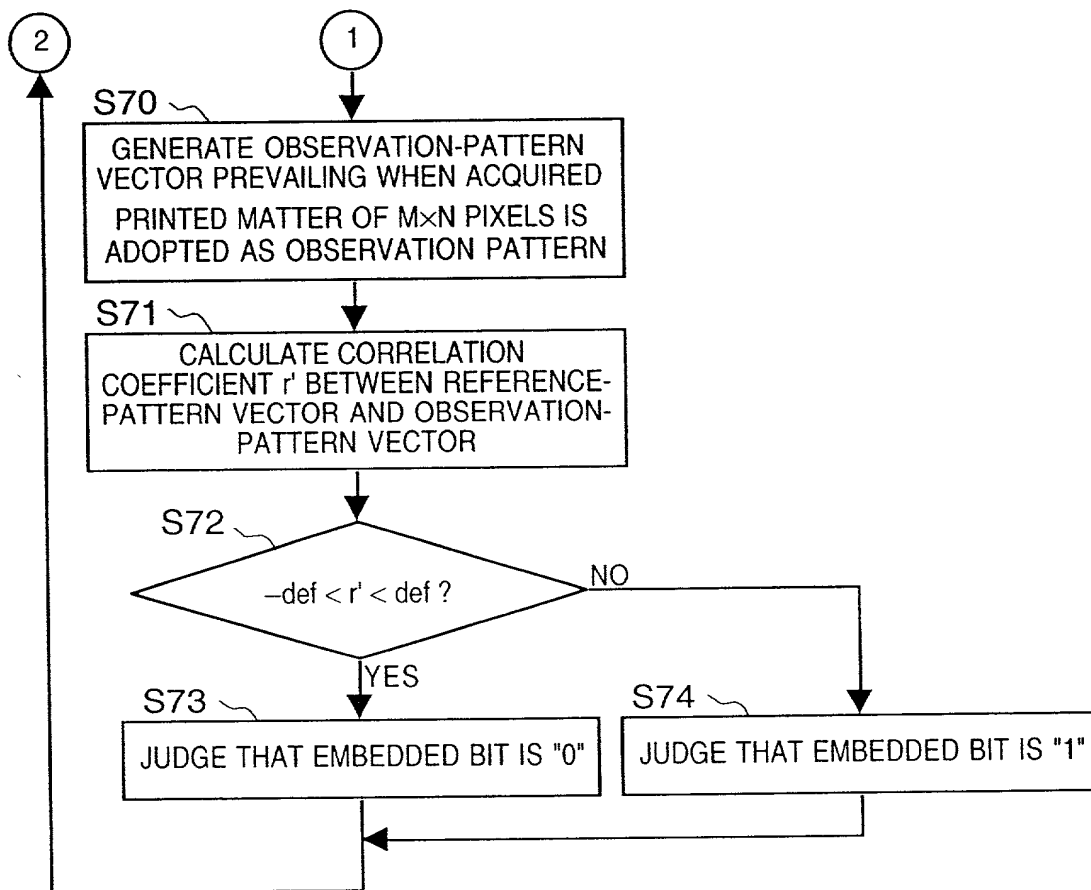 2
1
S70
GENERATE OBSERVATION-PATTERN
VECTOR PREVAILING WHEN ACQUIRED
PRINTED MATTER OF M×N PIXELS IS
ADOPTED AS OBSERVATION PATTERN
S71
CALCULATE CORRELATION
COEFFICIENT r' BETWEEN REFERENCE-
PATTERN VECTOR AND OBSERVATION-
PATTERN VECTOR
S72
–def < r' < def ?
NO
YES
S73
JUDGE THAT EMBEDDED BIT IS "0"
S74
JUDGE THAT EMBEDDED BIT IS "1"